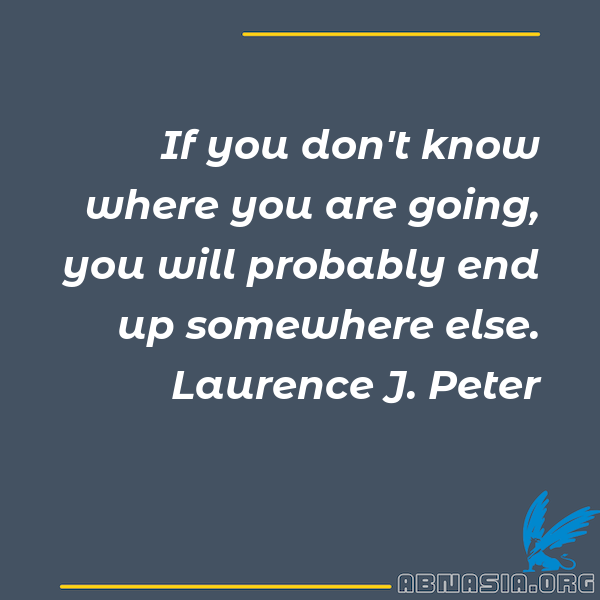 If you don't know
where you are going,
you will probably end
up somewhere else.
Laurence J. Peter
ABNASIA.ORG